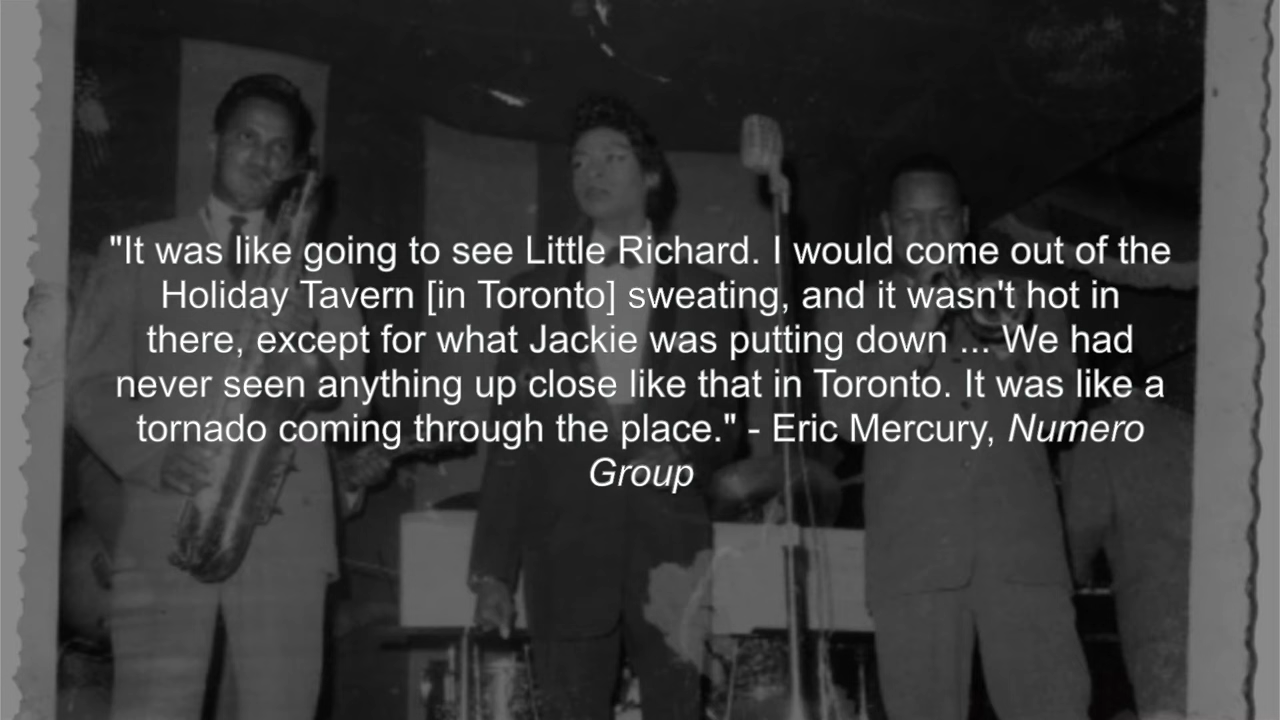 "It was like going to see Little Richard. I would come out of the
Holiday Tavern [in Toronto] sweating, and it wasn't hot in
there, except for what Jackie was putting down ... We had
never seen anything up close like that in Toronto. It was like a
tornado coming through the place." - Eric Mercury, Numero
Group